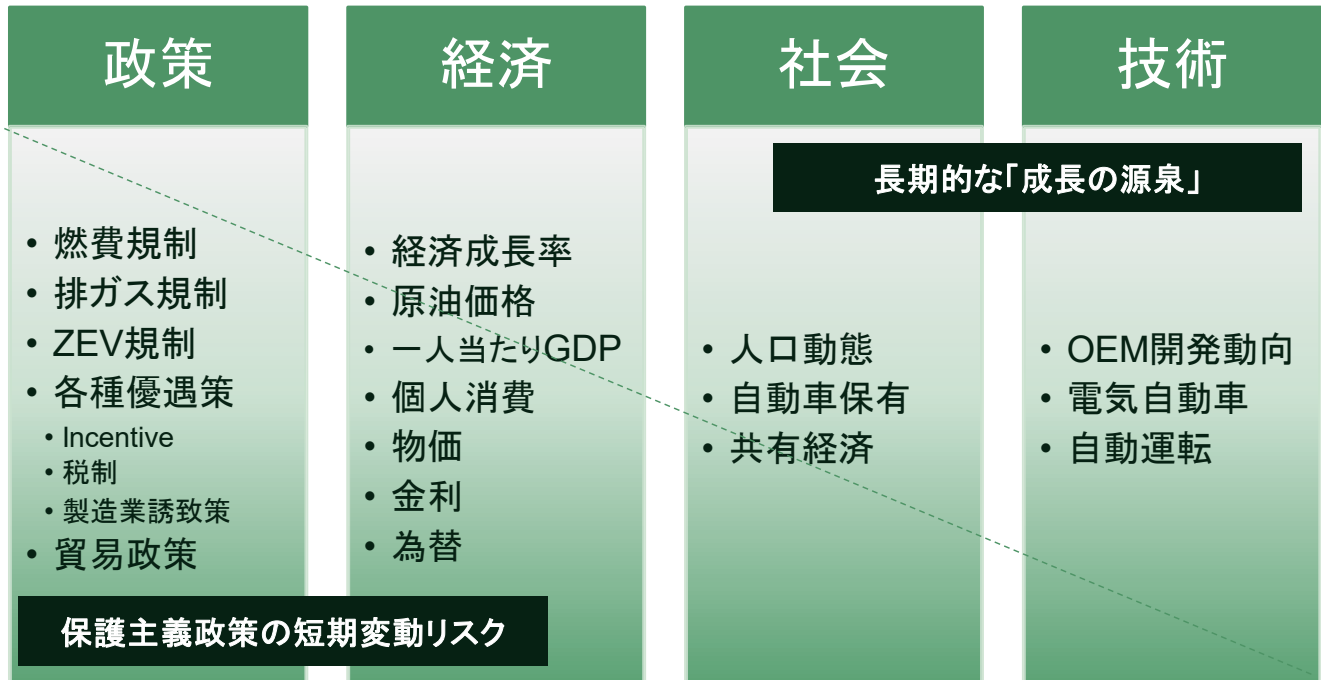 政策
• 燃費規制
• 排ガス規制
• ZEV規制
• 各種優遇策
• Incentive
• 税制
• 製造業誘致策
• 貿易政策
保護主義政策の短期変動リスク
経済
• 経済成長率
• 原油価格
• 一人当たりGDP
• 個人消費
• 物価
• 金利
• 為替
社会
長期的な「成長の源泉」
• 人口動態
• 自動車保有
• 共有経済
技術
• OEM開発動向
• 電気自動車
• 自動運転